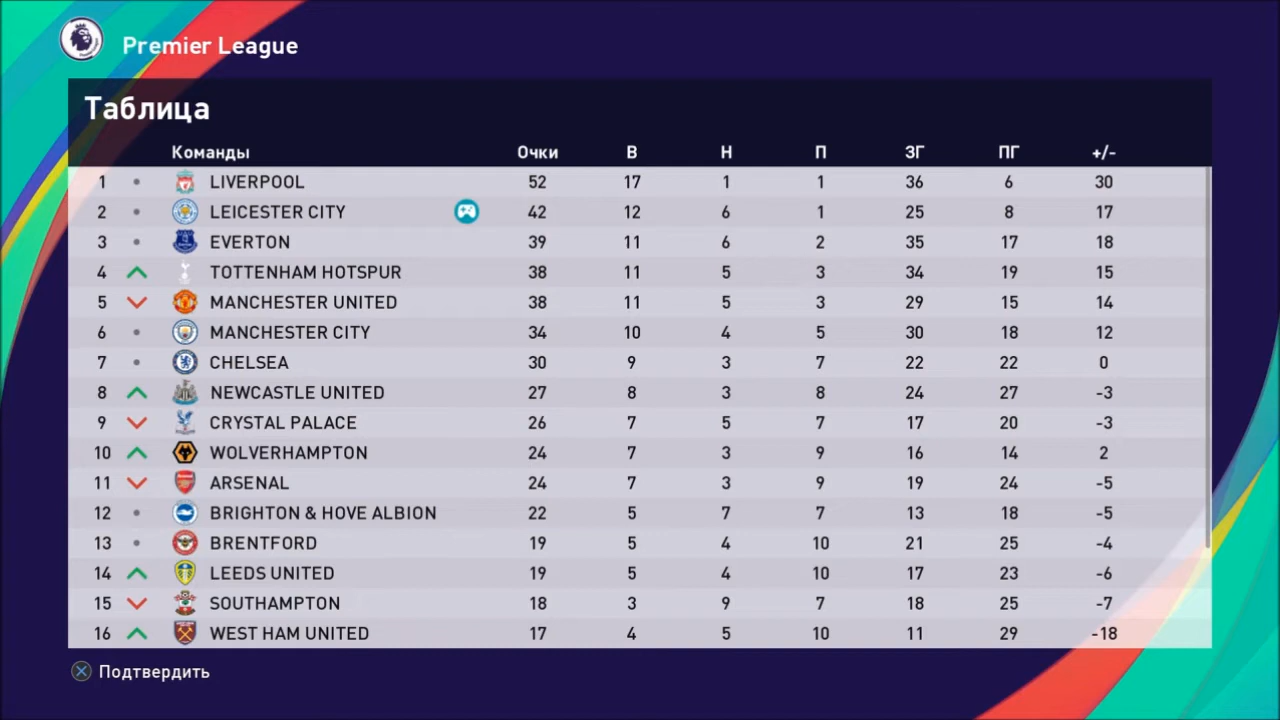 Premier League
Таблица
Команды Очки В Н П ЗГ ПГ +/-
1 LIVERPOOL 52 17 1 1 36 6 30
2 LEICESTER CITY 42 12 6 1 25 8 17
3 EVERTON 39 11 6 2 35 17 18
4 TOTTENHAM HOTSPUR 38 11 5 3 34 19 15
5 MANCHESTER UNITED 38 11 5 3 29 15 14
6 MANCHESTER CITY 34 10 4 5 30 18 12
7 CHELSEA 30 9 3 7 22 22 0
8 NEWCASTLE UNITED 27 8 3 8 24 27 -3
9 CRYSTAL PALACE 26 7 5 7 17 20 -3
10 WOLVERHAMPTON 24 7 3 9 16 14 2
11 ARSENAL 24 7 3 9 19 24 -5
12 BRIGHTON & HOVE ALBION 22 5 7 7 13 18 -5
13 BRENTFORD 19 5 4 10 21 25 -4
14 LEEDS UNITED 19 5 4 10 17 23 -6
15 SOUTHAMPTON 18 3 9 7 18 25 -7
16 WEST HAM UNITED 17 4 5 10 11 29 -18
Подтвердить